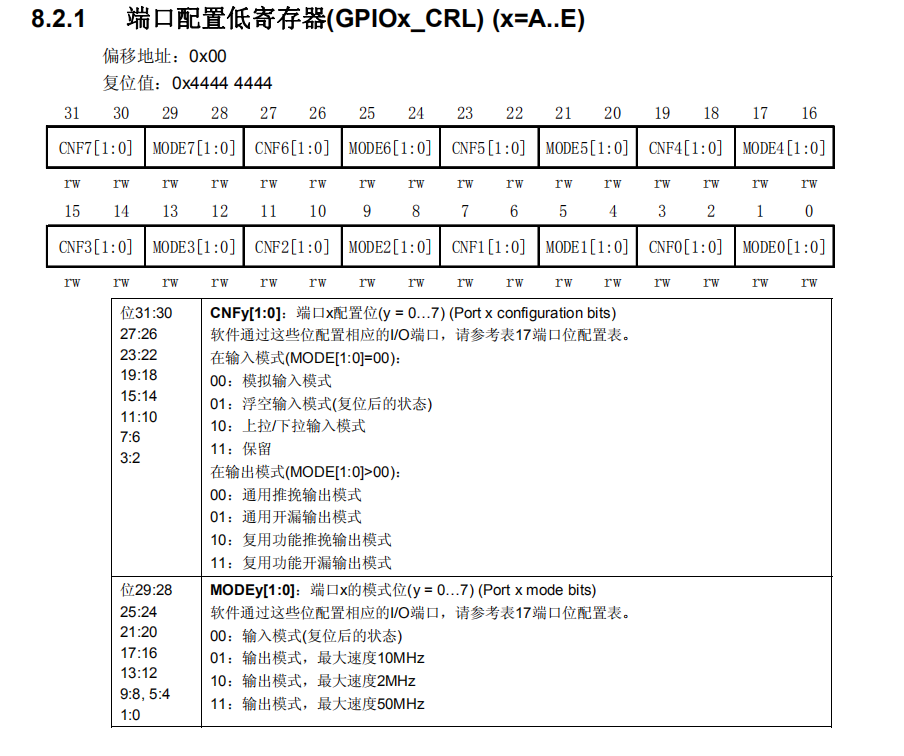 8.2.1 端口配置低寄存器(GPIOx_CRL) (x=A..E)
偏移地址：0x00
复位值：0x4444 4444
31 30 29 28 27 26 25 24 23 22 21 20 19 18 17 16
CNF7[1:0] MODE7[1:0] CNF6[1:0] MODE6[1:0] CNF5[1:0] MODE5[1:0] CNF4[1:0] MODE4[1:0]
rw rw rw rw rw rw rw rw rw rw rw rw rw rw rw rw
15 14 13 12 11 10 9 8 7 6 5 4 3 2 1 0
CNF3[1:0] MODE3[1:0] CNF2[1:0] MODE2[1:0] CNF1[1:0] MODE1[1:0] CNF0[1:0] MODE0[1:0]
rw rw rw rw rw rw rw rw rw rw rw rw rw rw rw rw
位31:30
27:26
23:22
19:18
15:14
11:10
7:6
3:2
CNFy[1:0]：端口x配置位(y = 0…7) (Port x configuration bits)
软件通过这些位配置相应的I/O端口，请参考表17端口位配置表。
在输入模式(MODE[1:0]=00)：
00：模拟输入模式
01：浮空输入模式(复位后的状态)
10：上拉/下拉输入模式
11：保留
在输出模式(MODE[1:0]>00)：
00：通用推挽输出模式
01：通用开漏输出模式
10：复用功能推挽输出模式
11：复用功能开漏输出模式
位29:28
25:24
21:20
17:16
13:12
9:8, 5:4
1:0
MODEy[1:0]：端口x的模式位(y = 0…7) (Port x mode bits)
软件通过这些位配置相应的I/O端口，请参考表17端口位配置表。
00：输入模式(复位后的状态)
01：输出模式，最大速度10MHz
10：输出模式，最大速度2MHz
11：输出模式，最大速度50MHz